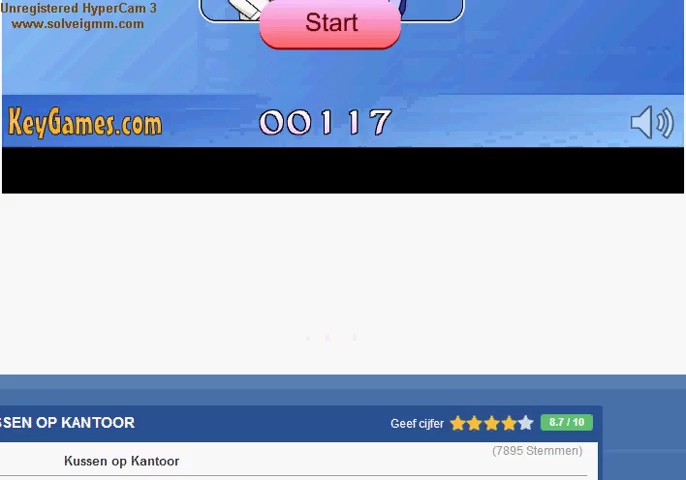 Unregistered HyperCam 3
www.solveigmm.com
Start
KeyGames.com
00117
SSEN OP KANTOOR
Geef cijfer
8.7 / 10
(7895 Stemmen)
Kussen op Kantoor